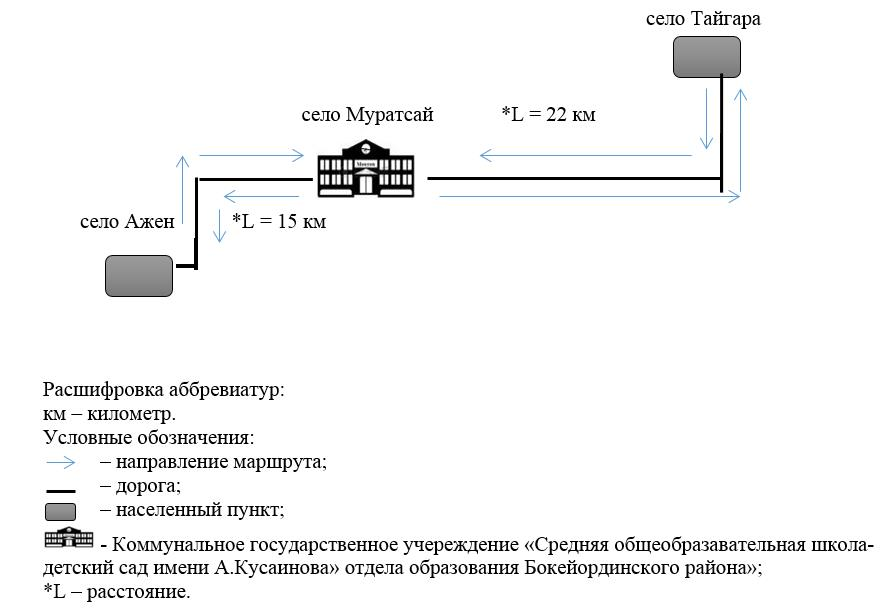 село Тайгара
село Муратсай
*L = 22 км
село Ажен
*L = 15 км
Расшифровка аббревиатур:
км – километр.
Условные обозначения:
– направление маршрута;
– дорога;
– населенный пункт;
- Коммунальное государственное учереждение «Средняя общеобразавательная школа-
детский сад имени А.Кусаинова» отдела образования Бокейординского района»;
*L – расстояние.